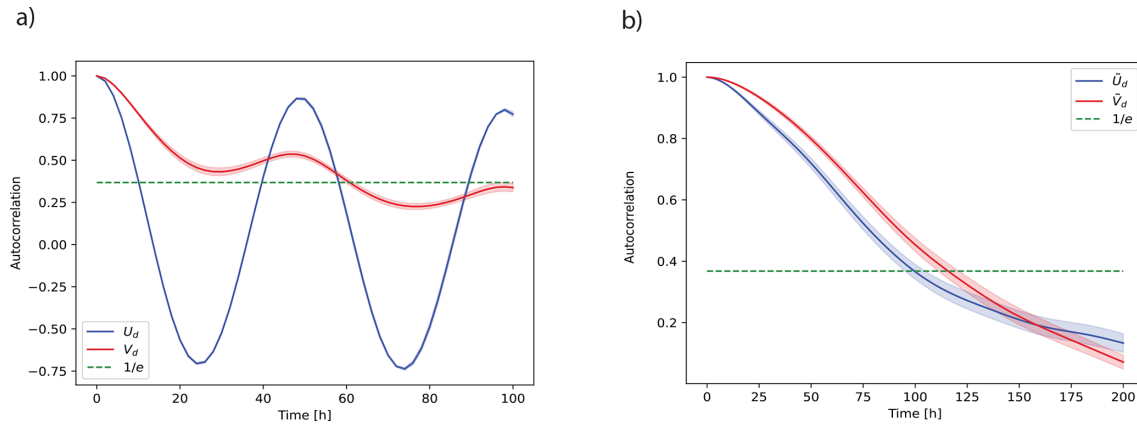 a)
Autocorrelation
1.00
0.75
0.50
0.25
0.00
−0.25
−0.50
−0.75
U_d
V_d
1/e
0 20 40 60 80 100
Time [h]
b)
Autocorrelation
1.0
0.8
0.6
0.4
0.2
Ũ_d
Ṽ_d
1/e
0 25 50 75 100 125 150 175 200
Time [h]